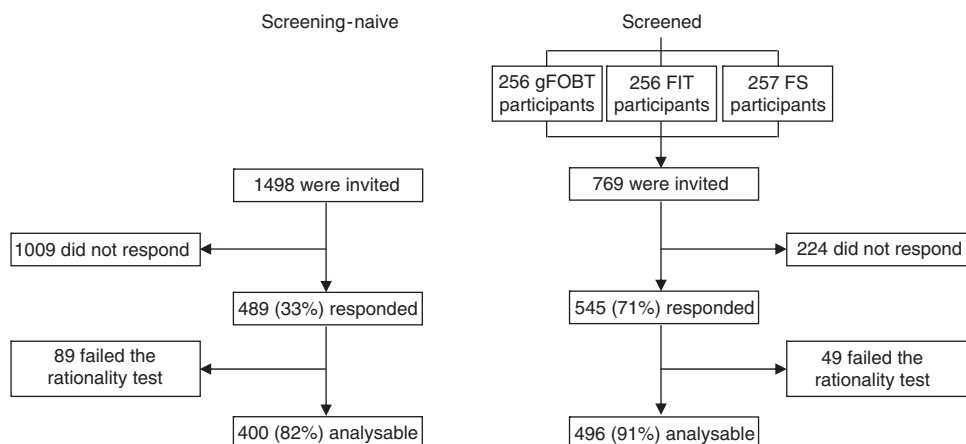 Screening-naive
Screened
256 gFOBT
participants
256 FIT
participants
257 FS
participants
1498 were invited
769 were invited
1009 did not respond
224 did not respond
489 (33%) responded
545 (71%) responded
89 failed the
rationality test
49 failed the
rationality test
400 (82%) analysable
496 (91%) analysable